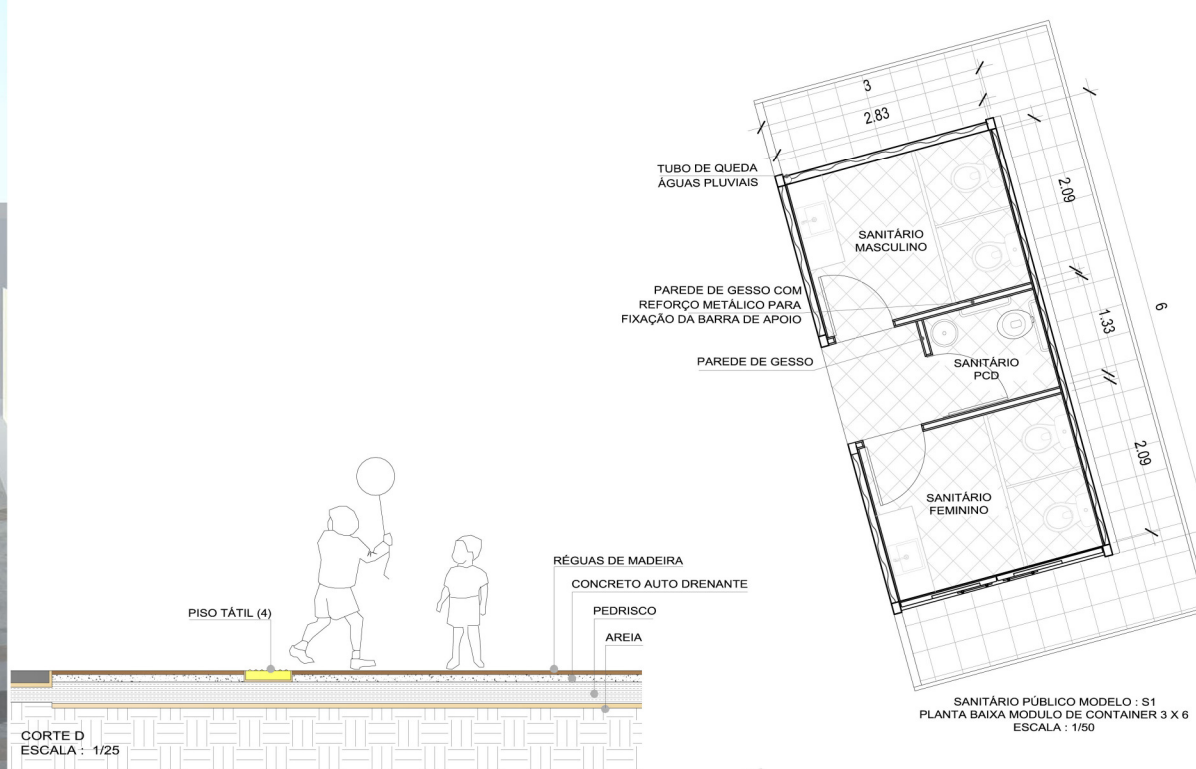 3
2.83
TUBO DE QUEDA
ÁGUAS PLUVIAIS
2.09
SANITÁRIO
MASCULINO
PAREDE DE GESSO COM
REFORÇO METÁLICO PARA
FIXAÇÃO DA BARRA DE APOIO
6
1.33
PAREDE DE GESSO
SANITÁRIO
PCD
2.09
SANITÁRIO
FEMININO
RÉGUAS DE MADEIRA
CONCRETO AUTO DRENANTE
PISO TÁTIL (4)
PEDRISCO
AREIA
CORTE D
ESCALA : 1/25
SANITÁRIO PÚBLICO MODELO : S1
PLANTA BAIXA MODULO DE CONTAINER 3 X 6
ESCALA : 1/50